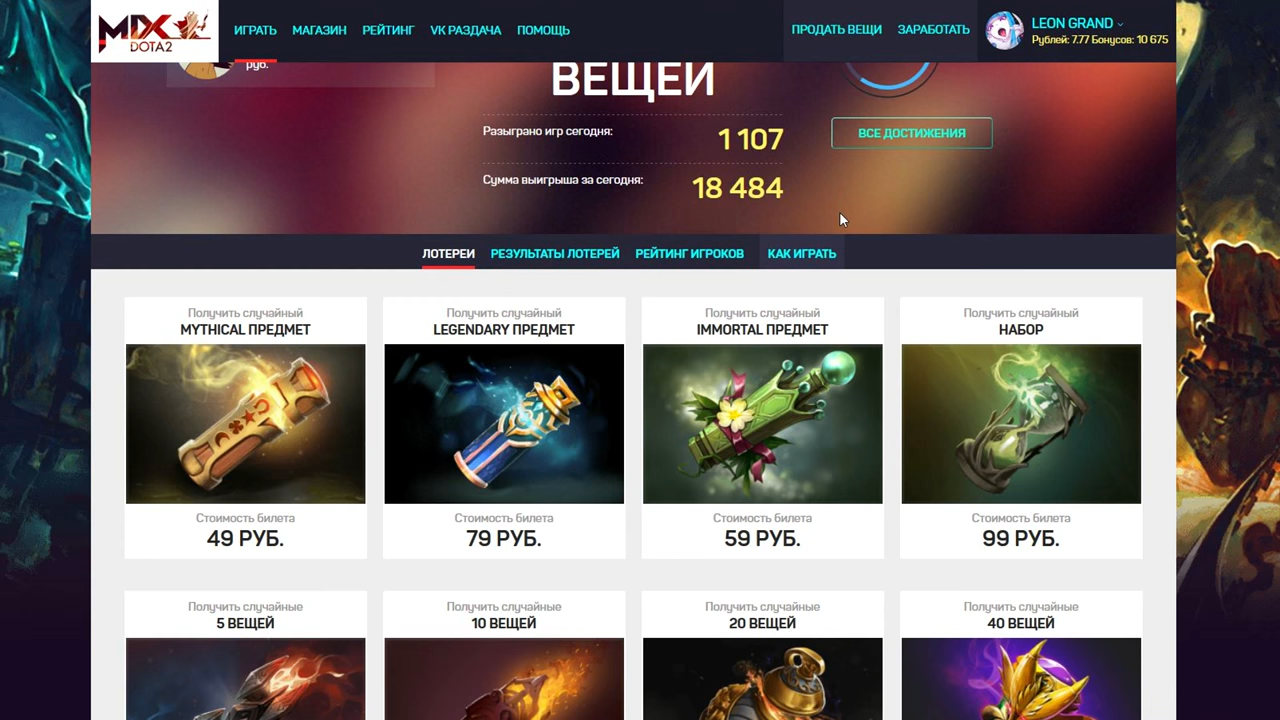 MIX
DOTA2
ИГРАТЬ МАГАЗИН РЕЙТИНГ VK РАЗДАЧА ПОМОЩЬ
ПРОДАТЬ ВЕЩИ ЗАРАБОТАТЬ
LEON GRAND
Рублей: 7.77 Бонусов: 10 675
руб.
ВЕЩЕЙ
Разыграно игр сегодня: 1 107
Сумма выигрыша за сегодня: 18 484
ВСЕ ДОСТИЖЕНИЯ
ЛОТЕРЕИ РЕЗУЛЬТАТЫ ЛОТЕРЕЙ РЕЙТИНГ ИГРОКОВ КАК ИГРАТЬ
Получить случайный
MYTHICAL ПРЕДМЕТ
Стоимость билета
49 РУБ.
Получить случайный
LEGENDARY ПРЕДМЕТ
Стоимость билета
79 РУБ.
Получить случайный
IMMORTAL ПРЕДМЕТ
Стоимость билета
59 РУБ.
Получить случайный
НАБОР
Стоимость билета
99 РУБ.
Получить случайные
5 ВЕЩЕЙ
Получить случайные
10 ВЕЩЕЙ
Получить случайные
20 ВЕЩЕЙ
Получить случайные
40 ВЕЩЕЙ